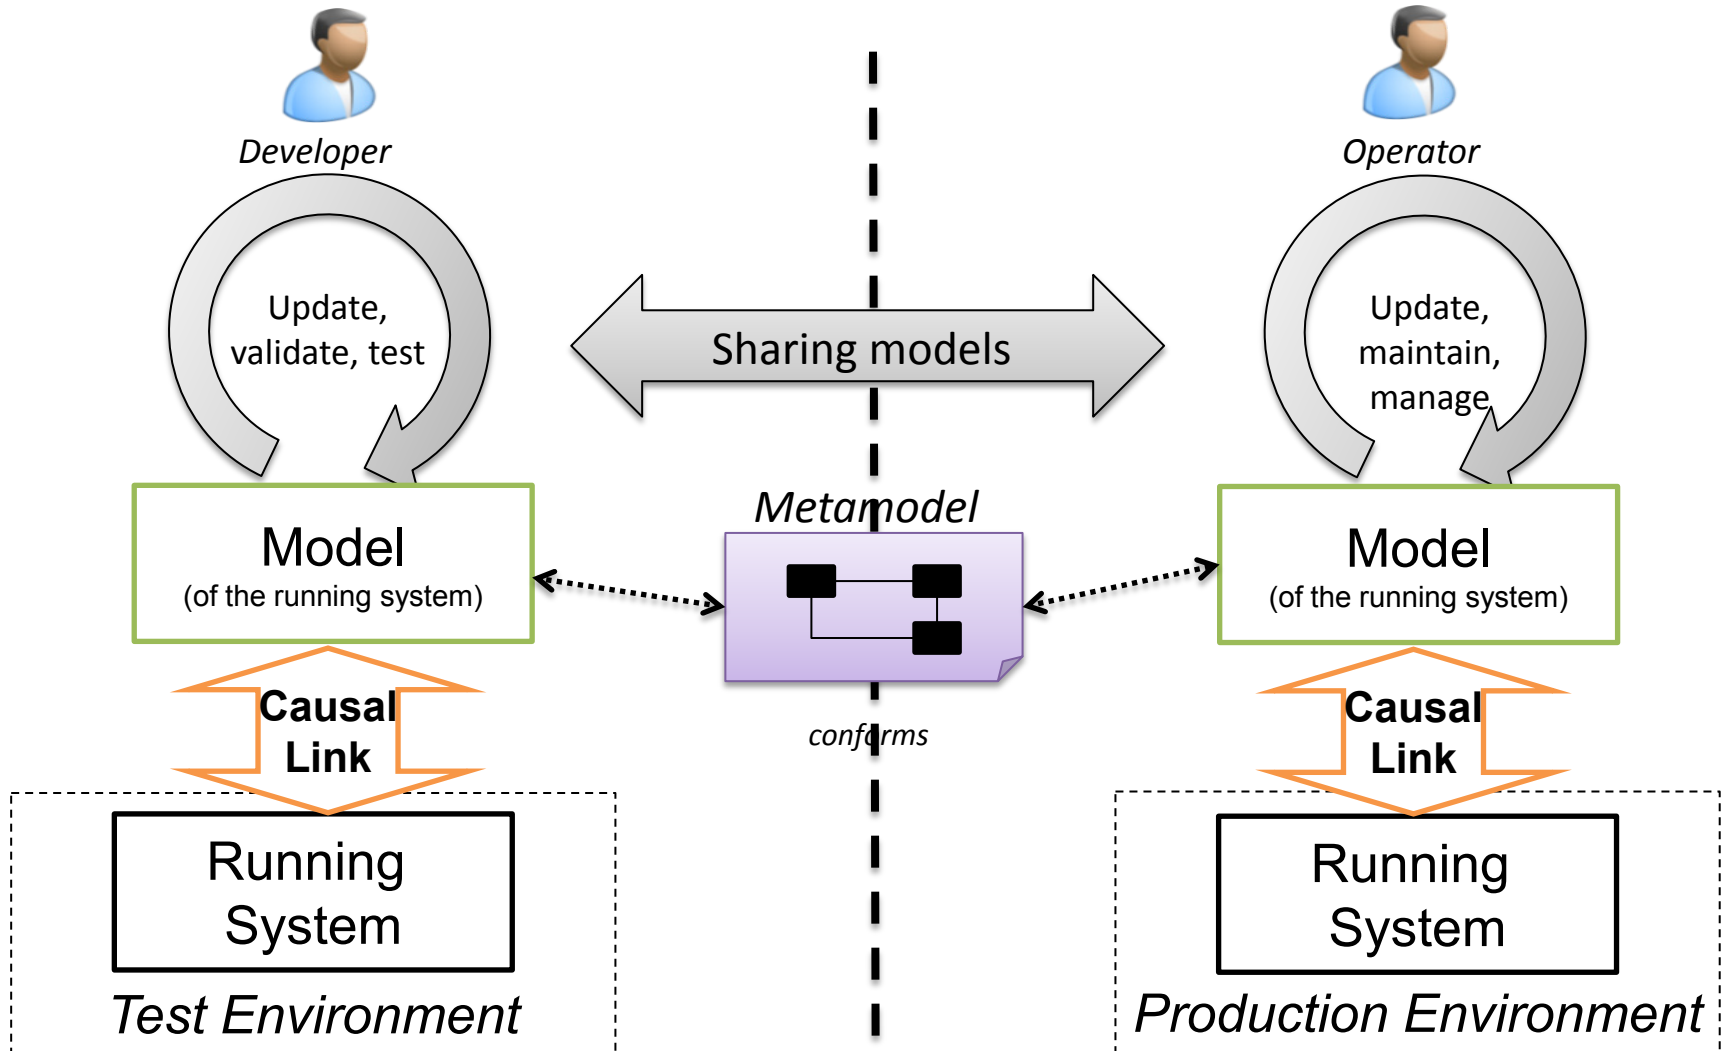 Developer
Operator
Update,
validate, test
Sharing models
Update,
maintain,
manage
Metamodel
Model
(of the running system)
Model
(of the running system)
conforms
Causal
Link
Causal
Link
Running
System
Running
System
Test Environment
Production Environment